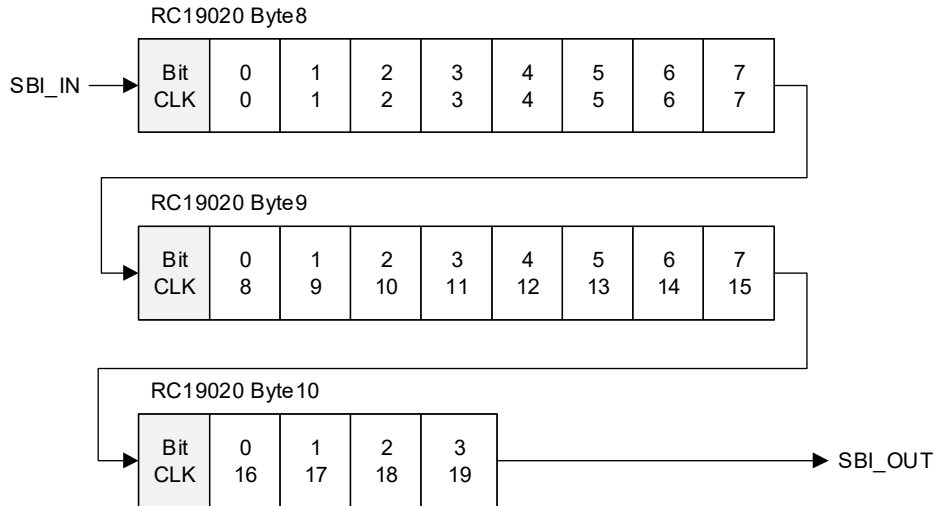 RC19020 Byte8
SBI_IN
Bit 0 1 2 3 4 5 6 7
CLK 0 1 2 3 4 5 6 7
RC19020 Byte9
Bit 0 1 2 3 4 5 6 7
CLK 8 9 10 11 12 13 14 15
RC19020 Byte10
Bit 0 1 2 3
CLK 16 17 18 19
SBI_OUT